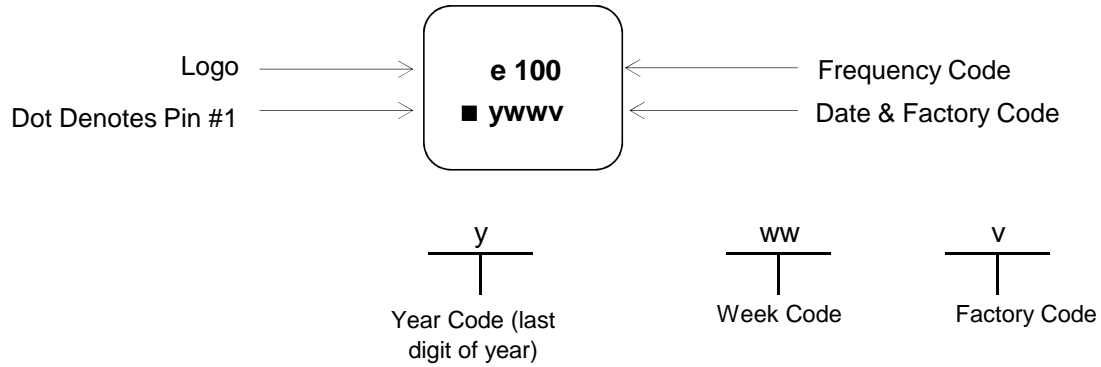 Logo
e 100
Frequency Code
Dot Denotes Pin #1
■ ywwv
Date & Factory Code
y
ww
v
Year Code (last
digit of year)
Week Code
Factory Code